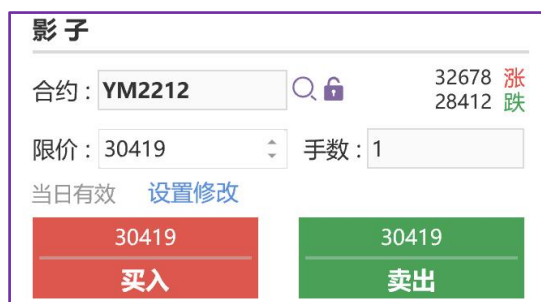 影子
合约：YM2212
32678 涨
28412 跌
限价：30419 手数：1
当日有效 设置修改
30419
买入
30419
卖出